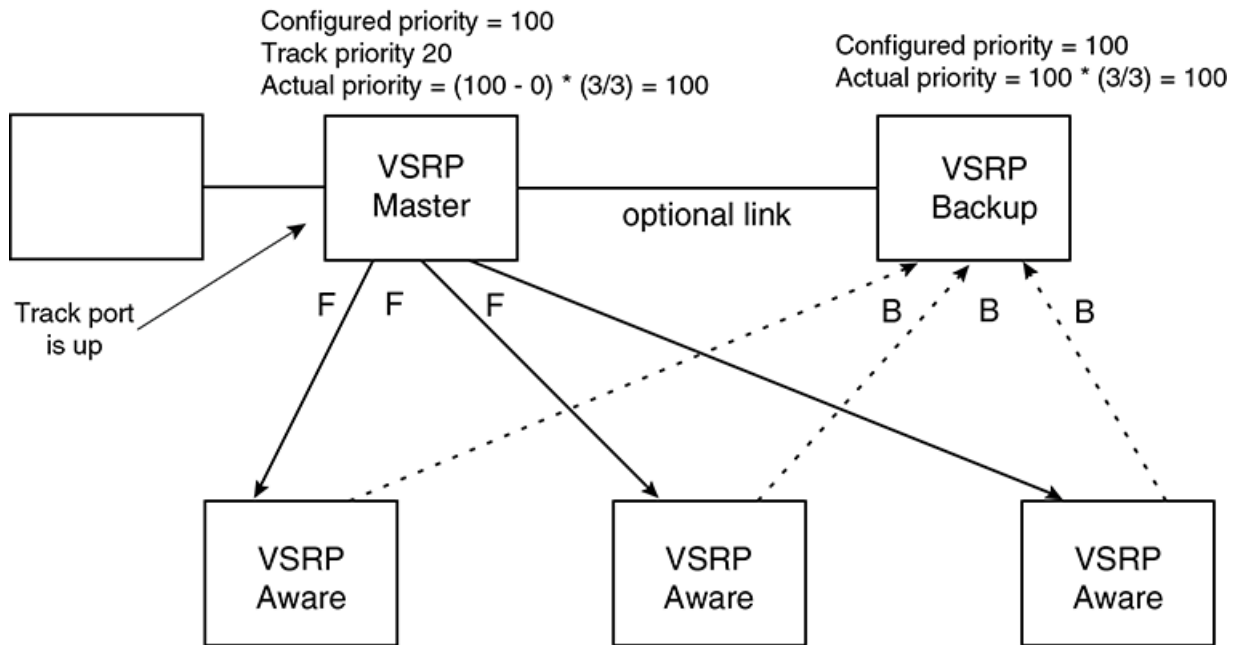 Configured priority = 100
Track priority 20
Actual priority = (100 - 0) * (3/3) = 100
Configured priority = 100
Actual priority = 100 * (3/3) = 100
VSRP
Master
optional link
VSRP
Backup
Track port
is up
F
F
F
B
B
B
VSRP
Aware
VSRP
Aware
VSRP
Aware